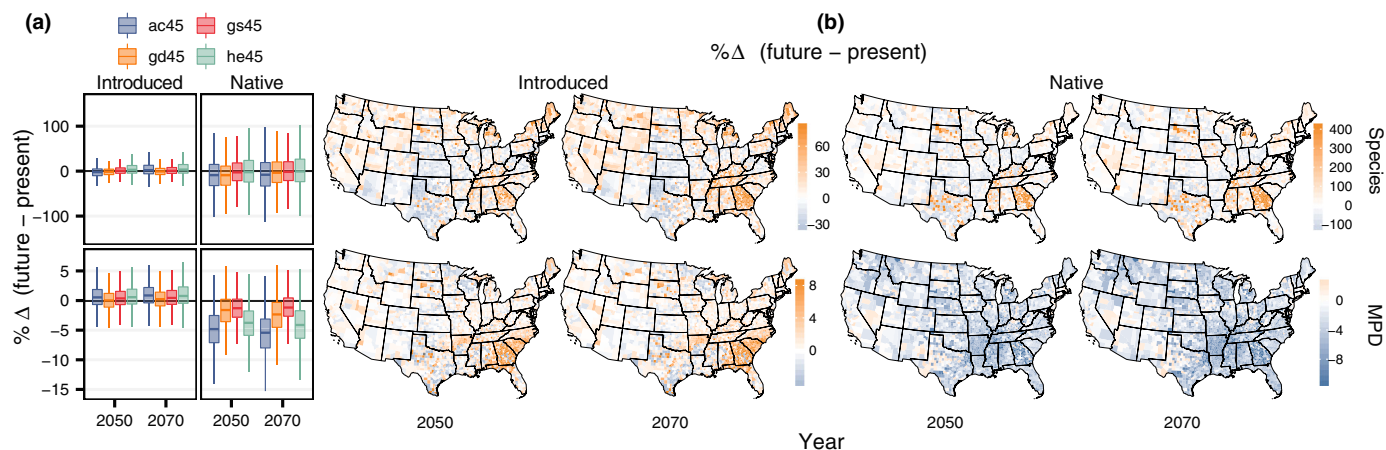 (a)
ac45
gs45
gd45
he45
Introduced
Native
% Δ (future − present)
100
0
−100
5
0
−5
−10
−15
2050
2070
2050
2070
(b)
%Δ (future − present)
Introduced
Native
60
30
0
−30
400
300
200
100
0
−100
Species
8
4
0
0
−4
−8
MPD
2050
2070
2050
2070
Year